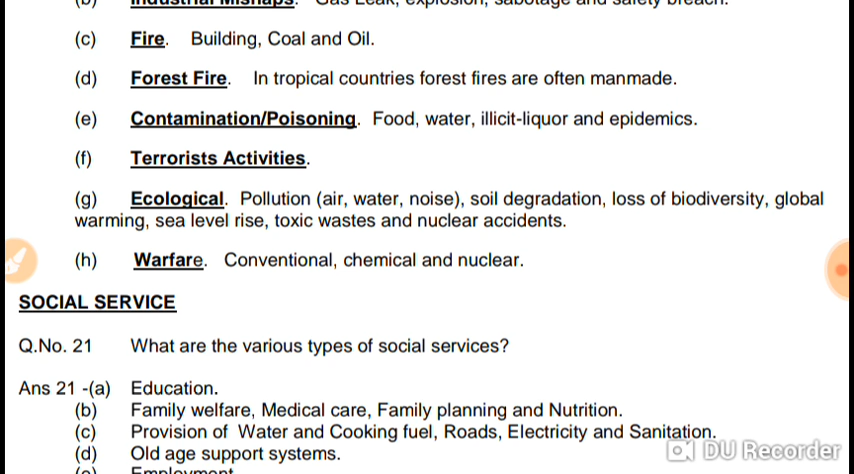 (b) Industrial Mishaps. Gas Leak, explosion, sabotage and safety breach.
(c) Fire. Building, Coal and Oil.
(d) Forest Fire. In tropical countries forest fires are often manmade.
(e) Contamination/Poisoning. Food, water, illicit-liquor and epidemics.
(f) Terrorists Activities.
(g) Ecological. Pollution (air, water, noise), soil degradation, loss of biodiversity, global
warming, sea level rise, toxic wastes and nuclear accidents.
(h) Warfare. Conventional, chemical and nuclear.
SOCIAL SERVICE
Q.No. 21 What are the various types of social services?
Ans 21 -(a) Education.
(b) Family welfare, Medical care, Family planning and Nutrition.
(c) Provision of Water and Cooking fuel, Roads, Electricity and Sanitation.
(d) Old age support systems.
(e) Employment
DU Recorder